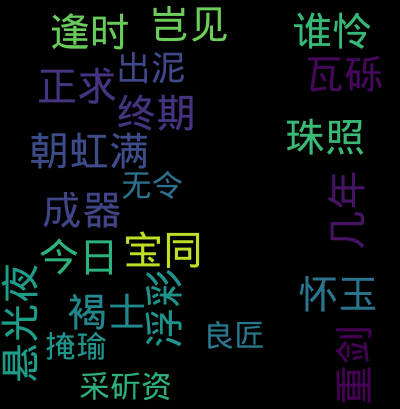 逢时
岂见
谁怜
出泥
瓦砾
正求
终期
珠照
朝虹满
无令
几年
成器
今日
宝同
悬光夜
褐士
浮彩
怀玉
掩瑜
良匠
重剑
采斫资